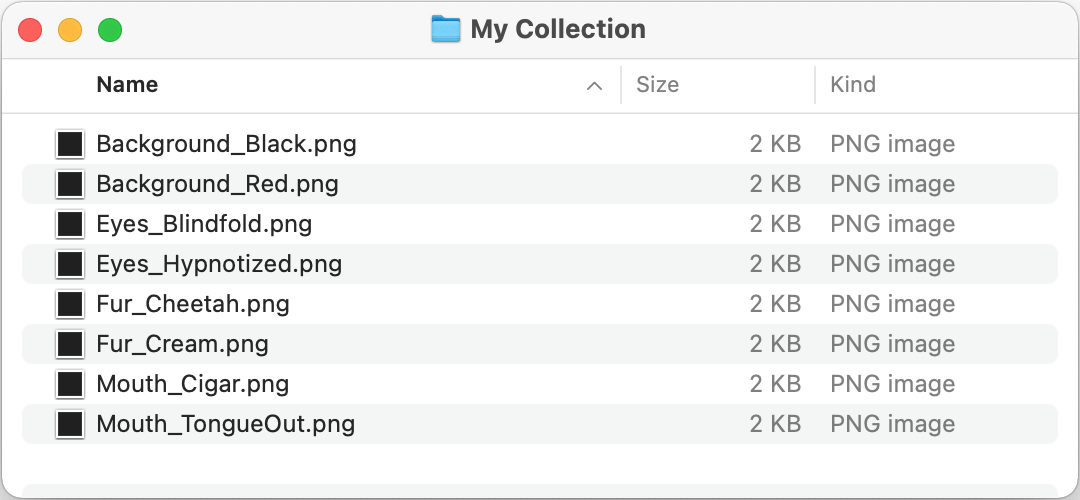 My Collection
Name Size Kind
Background_Black.png 2 KB PNG image
Background_Red.png 2 KB PNG image
Eyes_Blindfold.png 2 KB PNG image
Eyes_Hypnotized.png 2 KB PNG image
Fur_Cheetah.png 2 KB PNG image
Fur_Cream.png 2 KB PNG image
Mouth_Cigar.png 2 KB PNG image
Mouth_TongueOut.png 2 KB PNG image